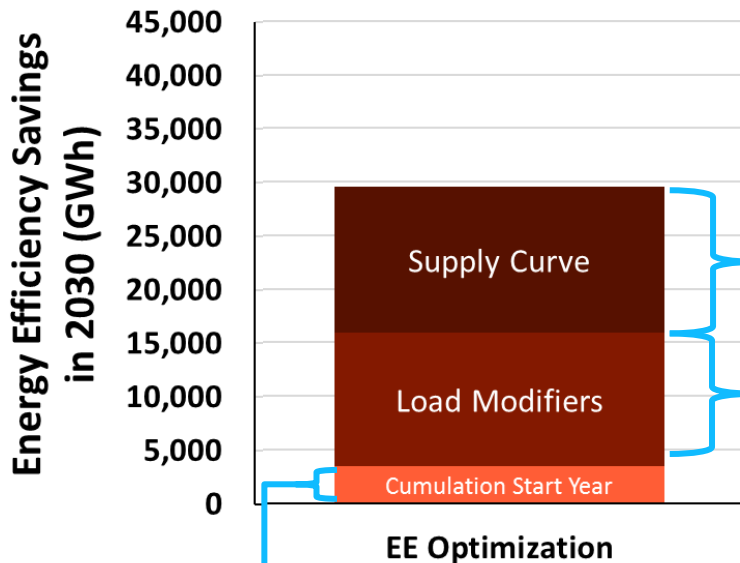 Energy Efficiency Savings
in 2030 (GWh)
45,000
40,000
35,000
30,000
25,000
20,000
15,000
10,000
5,000
0
Supply Curve
Load Modifiers
Cumulation Start Year
EE Optimization